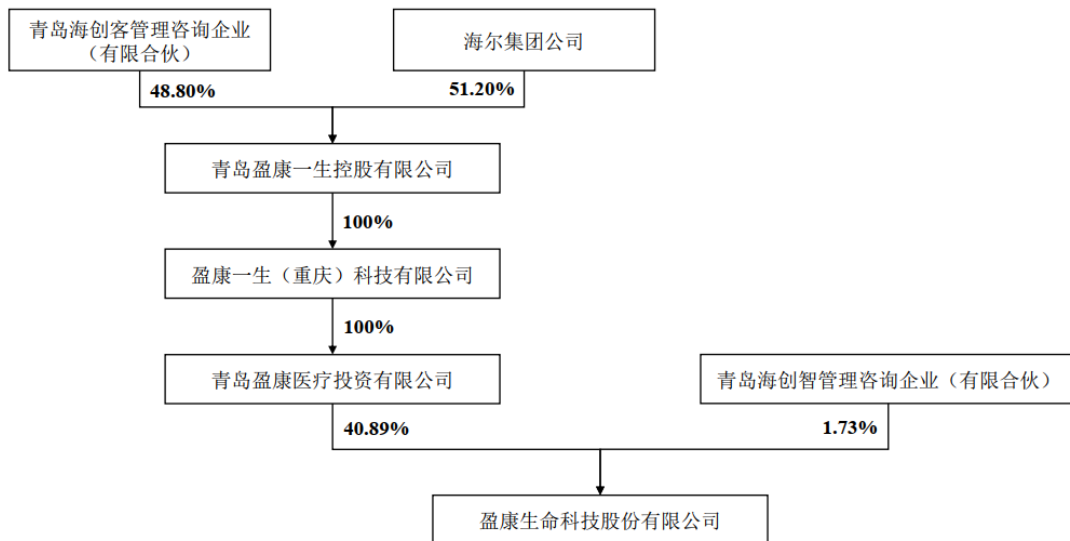 青岛海创客管理咨询企业
（有限合伙）
海尔集团公司
48.80%
51.20%
青岛盈康一生控股有限公司
100%
盈康一生（重庆）科技有限公司
100%
青岛盈康医疗投资有限公司
青岛海创智管理咨询企业（有限合伙）
40.89%
1.73%
盈康生命科技股份有限公司